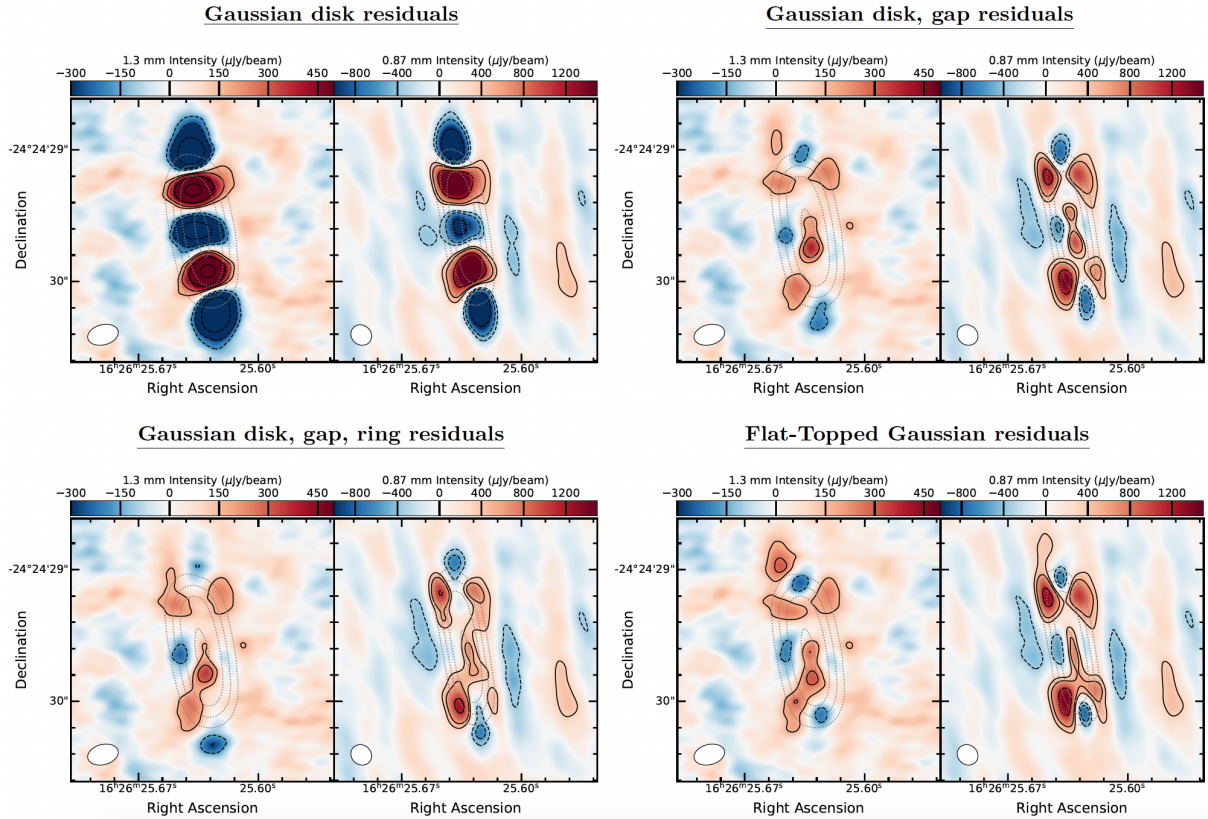 Gaussian disk residuals
Gaussian disk, gap residuals
1.3 mm Intensity (μJy/beam)
0.87 mm Intensity (μJy/beam)
1.3 mm Intensity (μJy/beam)
0.87 mm Intensity (μJy/beam)
−300 −150 0 150 300 450
−800 −400 0 400 800 1200
−300 −150 0 150 300 450
−800 −400 0 400 800 1200
-24°24'29"
30"
Declination
-24°24'29"
30"
Declination
16ʰ26ᵐ25.67ˢ 25.60ˢ
25.60ˢ
16ʰ26ᵐ25.67ˢ 25.60ˢ
25.60ˢ
Right Ascension
Right Ascension
Right Ascension
Right Ascension
Gaussian disk, gap, ring residuals
Flat-Topped Gaussian residuals
1.3 mm Intensity (μJy/beam)
0.87 mm Intensity (μJy/beam)
1.3 mm Intensity (μJy/beam)
0.87 mm Intensity (μJy/beam)
−300 −150 0 150 300 450
−800 −400 0 400 800 1200
−300 −150 0 150 300 450
−800 −400 0 400 800 1200
-24°24'29"
30"
Declination
-24°24'29"
30"
Declination
16ʰ26ᵐ25.67ˢ 25.60ˢ
16ʰ26ᵐ25.67ˢ 25.60ˢ
16ʰ26ᵐ25.67ˢ 25.60ˢ
16ʰ26ᵐ25.67ˢ 25.60ˢ
Right Ascension
Right Ascension
Right Ascension
Right Ascension